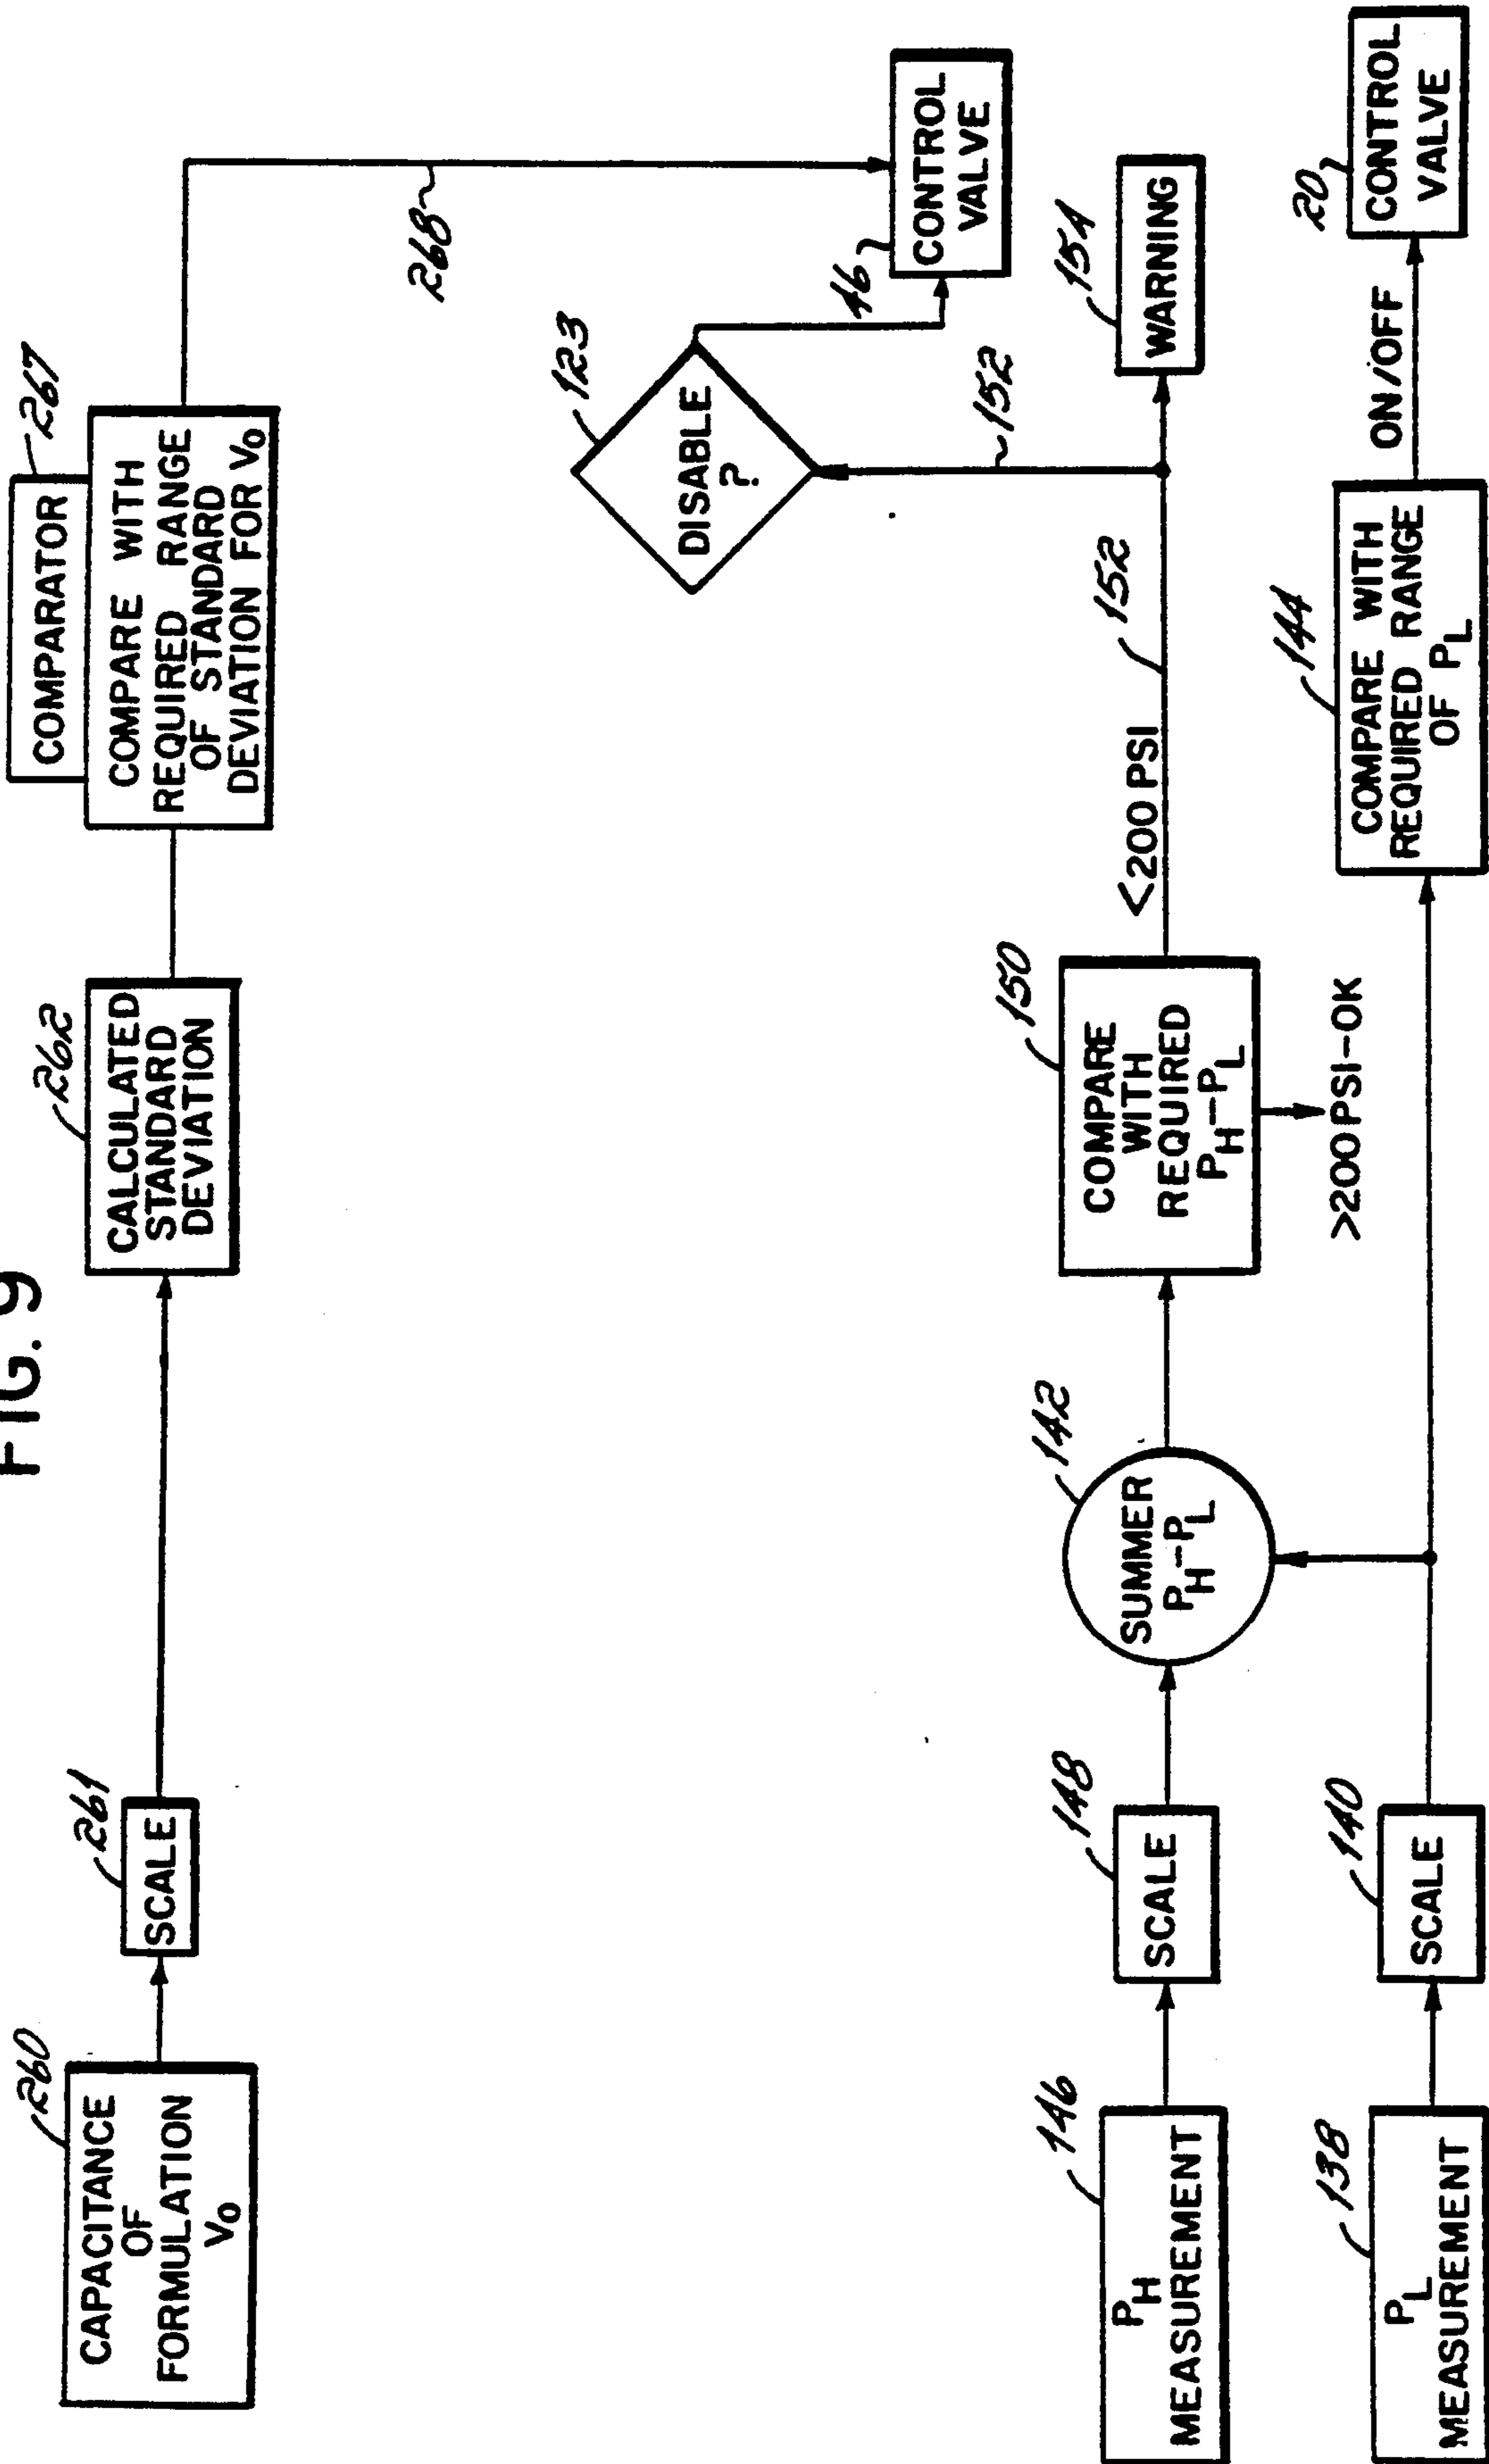 FIG. 9
260
CAPACITANCE
OF
FORMULATION
V0
261
SCALE
262
CALCULATED
STANDARD
DEVIATION
COMPARATOR
267
COMPARE WITH
REQUIRED RANGE
OF STANDARD
DEVIATION FOR V0
268
123
DISABLE
?
46
CONTROL
VALVE
152
146
PH
MEASUREMENT
148
SCALE
142
SUMMER
PH-PL
150
COMPARE
WITH
REQUIRED
PH-PL
<200 PSI
152
154
WARNING
>200 PSI-OK
138
PL
MEASUREMENT
140
SCALE
144
COMPARE WITH
REQUIRED RANGE
OF PL
ON/OFF
20
CONTROL
VALVE